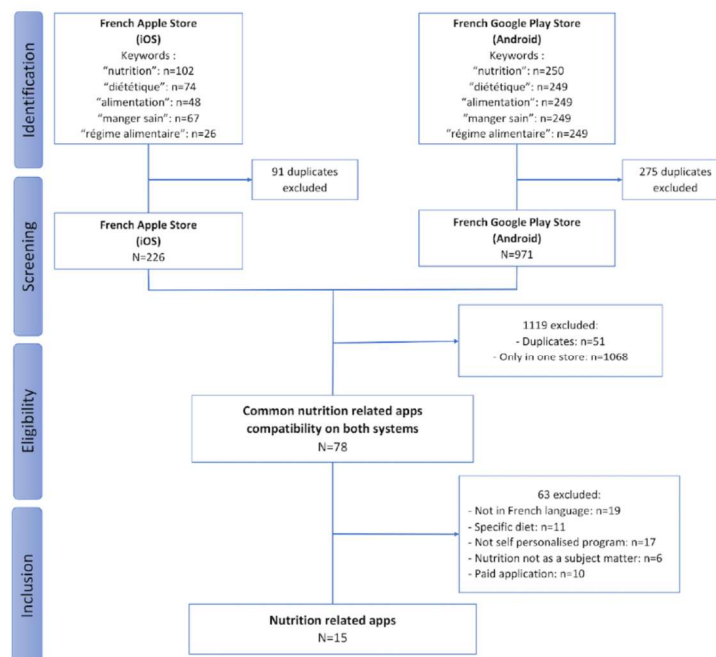 Identification
French Apple Store
(iOS)
Keywords :
"nutrition": n=102
"diététique": n=74
"alimentation": n=48
"manger sain": n=67
"régime alimentaire": n=26
French Google Play Store
(Android)
Keywords :
"nutrition": n=250
"diététique": n=249
"alimentation": n=249
"manger sain": n=249
"régime alimentaire": n=249
91 duplicates
excluded
275 duplicates
excluded
Screening
French Apple Store
(iOS)
N=226
French Google Play Store
(Android)
N=971
1119 excluded:
- Duplicates: n=51
- Only in one store: n=1068
Eligibility
Common nutrition related apps
compatibility on both systems
N=78
63 excluded:
- Not in French language: n=19
- Specific diet: n=11
- Not self personalised program: n=17
- Nutrition not as a subject matter: n=6
- Paid application: n=10
Inclusion
Nutrition related apps
N=15